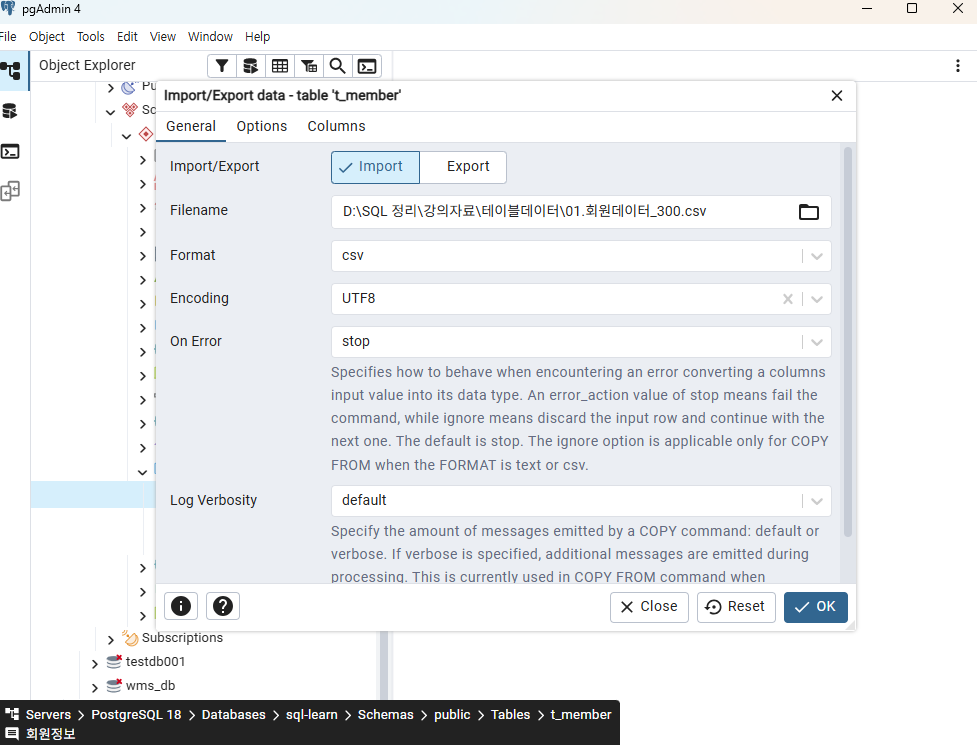 pgAdmin 4
File Object Tools Edit View Window Help
Object Explorer
Import/Export data - table 't_member'
General Options Columns
Import/Export Import Export
Filename D:\SQL 정리\강의자료\테이블데이터\01.회원데이터_300.csv
Format csv
Encoding UTF8
On Error stop
Specifies how to behave when encountering an error converting a columns
input value into its data type. An error_action value of stop means fail the
command, while ignore means discard the input row and continue with the
next one. The default is stop. The ignore option is applicable only for COPY
FROM when the FORMAT is text or csv.
Log Verbosity default
Specify the amount of messages emitted by a COPY command: default or
verbose. If verbose is specified, additional messages are emitted during
processing. This is currently used in COPY FROM command when
Close Reset OK
Subscriptions
testdb001
wms_db
Servers PostgreSQL 18 Databases sql-learn Schemas public Tables t_member
회원정보